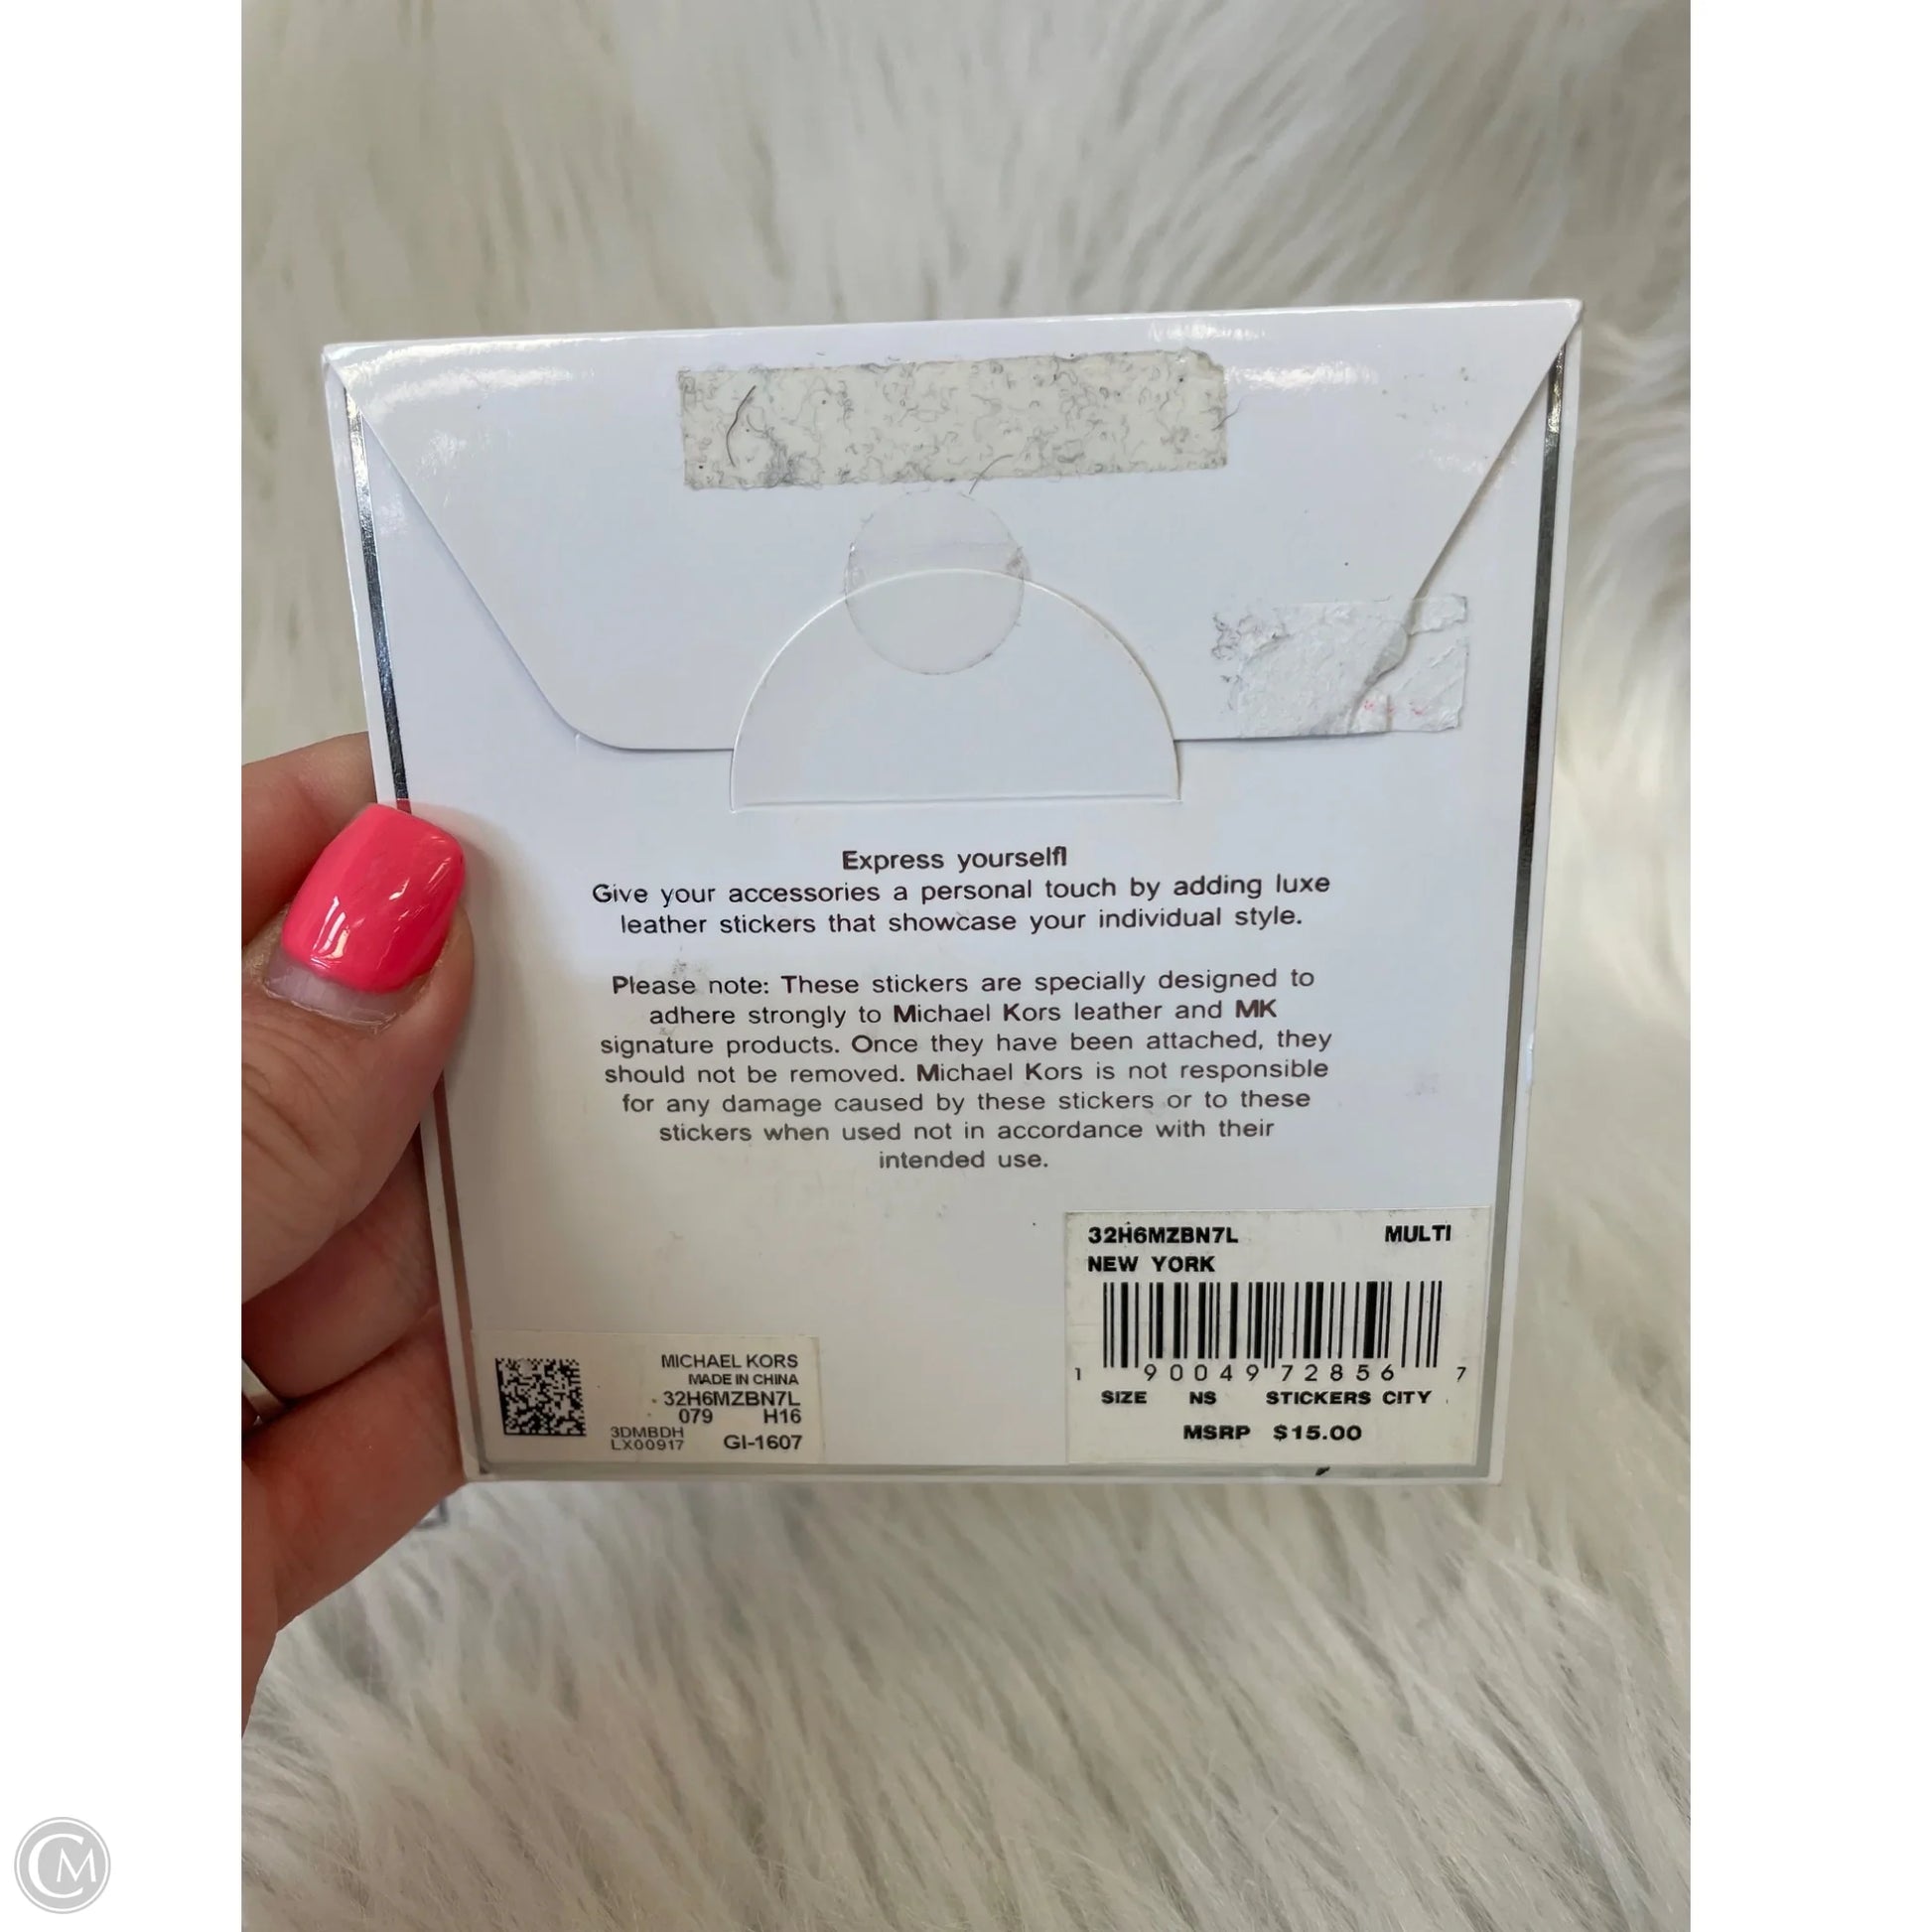 Express yourself!
Give your accessories a personal touch by adding luxe
leather stickers that showcase your individual style.
Please note: These stickers are specially designed to
adhere strongly to Michael Kors leather and MK
signature products. Once they have been attached, they
should not be removed. Michael Kors is not responsible
for any damage caused by these stickers or to these
stickers when used not in accordance with their
intended use.
32H6MZBN7L MULTI
NEW YORK
1 90049 72856 7
SIZE NS STICKERS CITY
MSRP $15.00
MICHAEL KORS
MADE IN CHINA
32H6MZBN7L
079 H16
3DMBDH
LX00917 GI-1607
CM